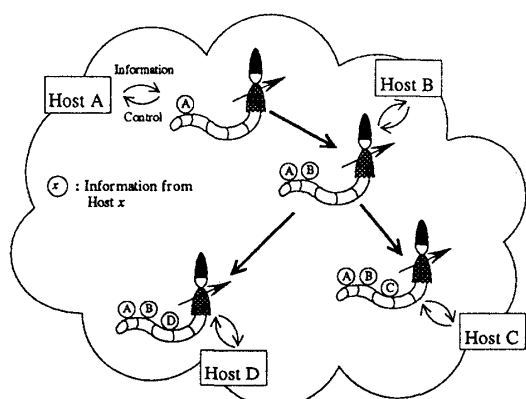 Information
Host A
Control
A
Host B
A B
x : Information from
Host x
A B C
A B D
Host C
Host D